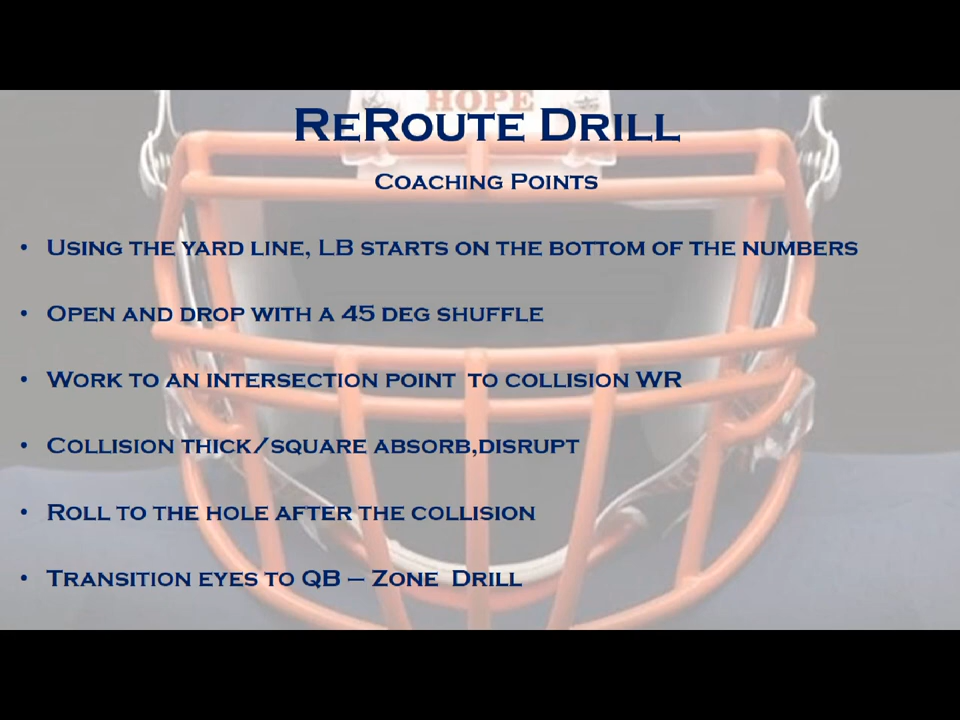 HOPE
ReRoute Drill
Coaching Points
• Using the yard line, LB starts on the bottom of the numbers
• Open and drop with a 45 deg shuffle
• Work to an intersection point to collision WR
• Collision thick/square absorb,disrupt
• Roll to the hole after the collision
• Transition eyes to QB – Zone Drill